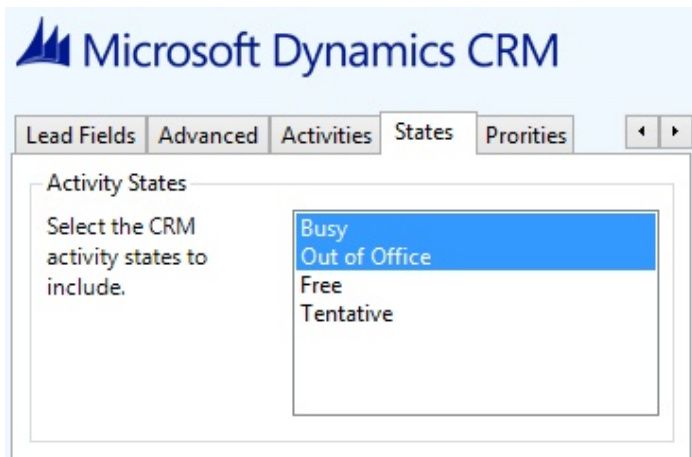 Microsoft Dynamics CRM
Lead Fields Advanced Activities States Prorities
Activity States
Select the CRM
activity states to
include.
Busy
Out of Office
Free
Tentative